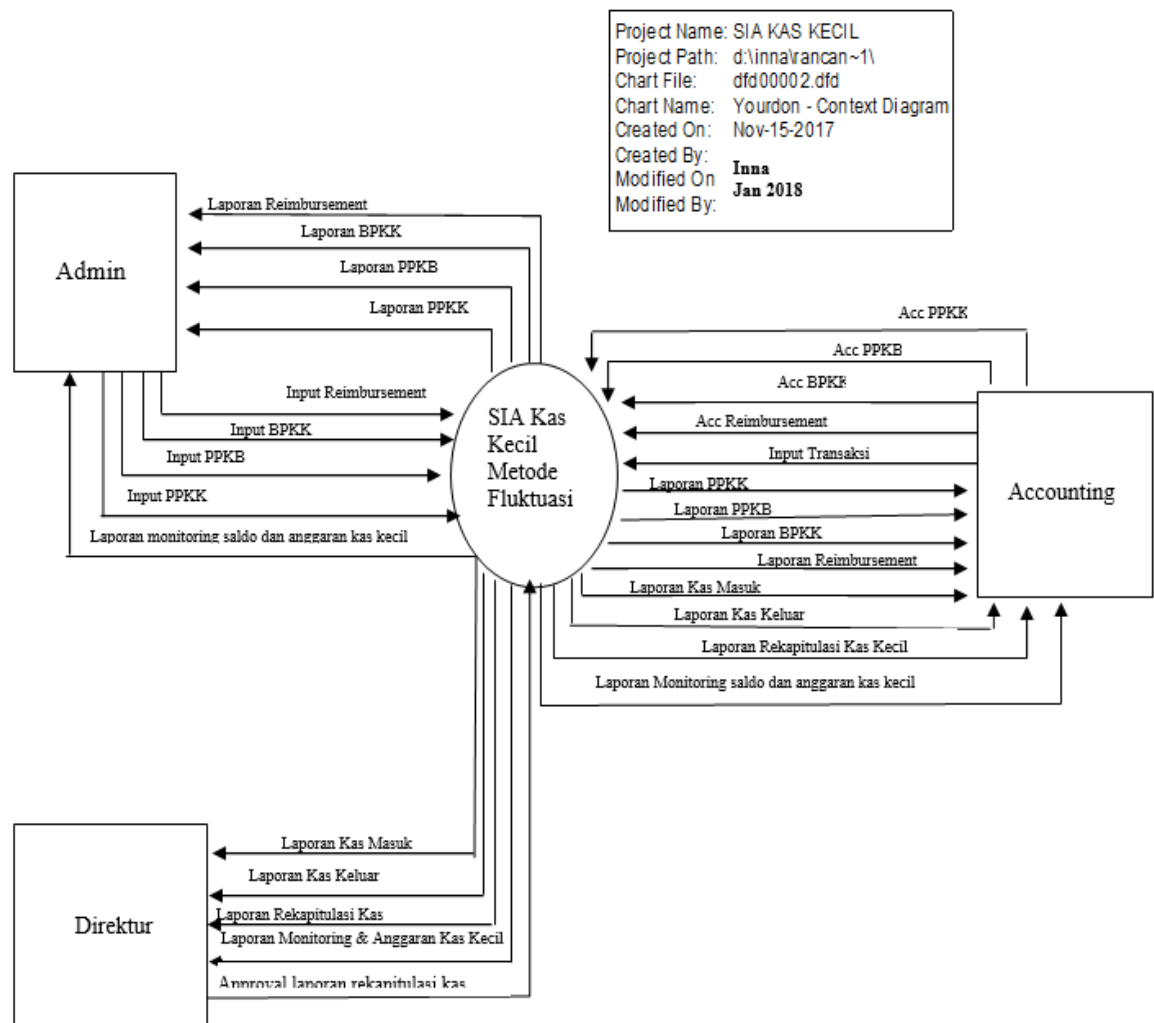 Project Name: SIA KAS KECIL
Project Path: d:\inna\rancan~1\
Chart File: dfd00002.dfd
Chart Name: Yourdon - Context Diagram
Created On: Nov-15-2017
Created By: Inna
Modified On Jan 2018
Modified By:
Admin
Laporan Reimbursement
Laporan BPKK
Laporan PPKB
Laporan PPKK
Input Reimbursement
Input BPKK
Input PPKB
Input PPKK
Laporan monitoring saldo dan anggaran kas kecil
SIA Kas
Kecil
Metode
Fluktuasi
Acc PPKK
Acc PPKB
Acc BPKK
Acc Reimbursement
Input Transaksi
Laporan PPKK
Laporan PPKB
Laporan BPKK
Laporan Reimbursement
Laporan Kas Masuk
Laporan Kas Keluar
Laporan Rekapitulasi Kas Kecil
Laporan Monitoring saldo dan anggaran kas kecil
Accounting
Laporan Kas Masuk
Laporan Kas Keluar
Laporan Rekapitulasi Kas
Laporan Monitoring & Anggaran Kas Kecil
Approval laporan rekapitulasi kas
Direktur